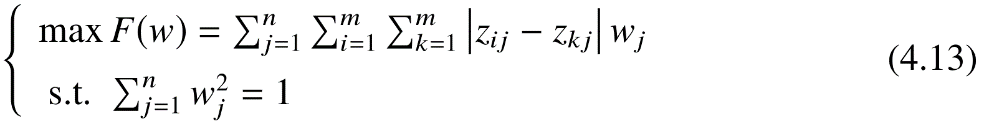 max F(w) = ∑_{j=1}^{n} ∑_{i=1}^{m} ∑_{k=1}^{m} |z_{ij} − z_{kj}| w_j
s.t. ∑_{j=1}^{n} w_j^2 = 1
(4.13)